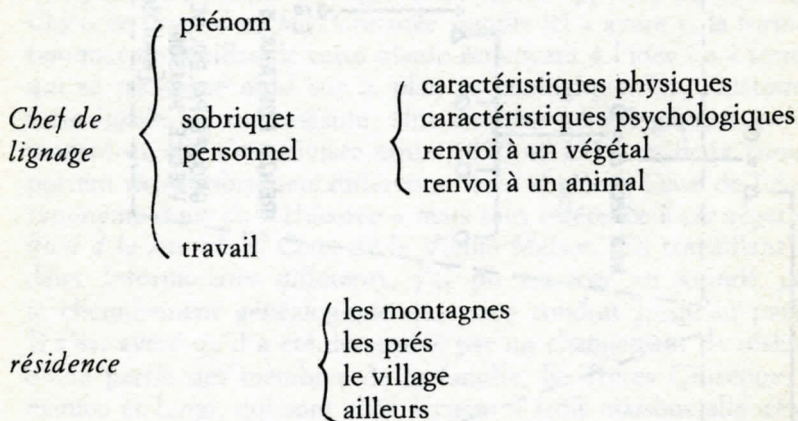 prénom
caractéristiques physiques
Chef de sobriquet caractéristiques psychologiques
lignage personnel renvoi à un végétal
renvoi à un animal
travail
les montagnes
les prés
résidence le village
ailleurs